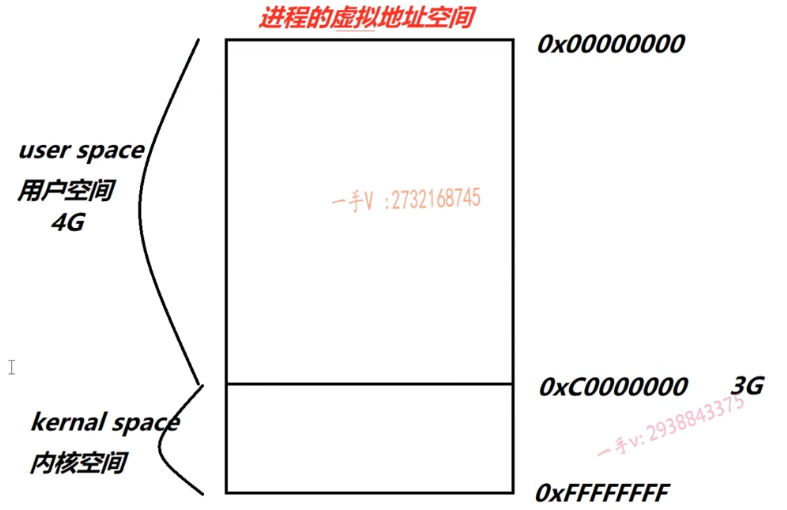 进程的虚拟地址空间
0x00000000
user space
用户空间
4G
一手V :2732168745
0xC0000000 3G
kernal space
内核空间
一手v: 2938843375
0xFFFFFFFF